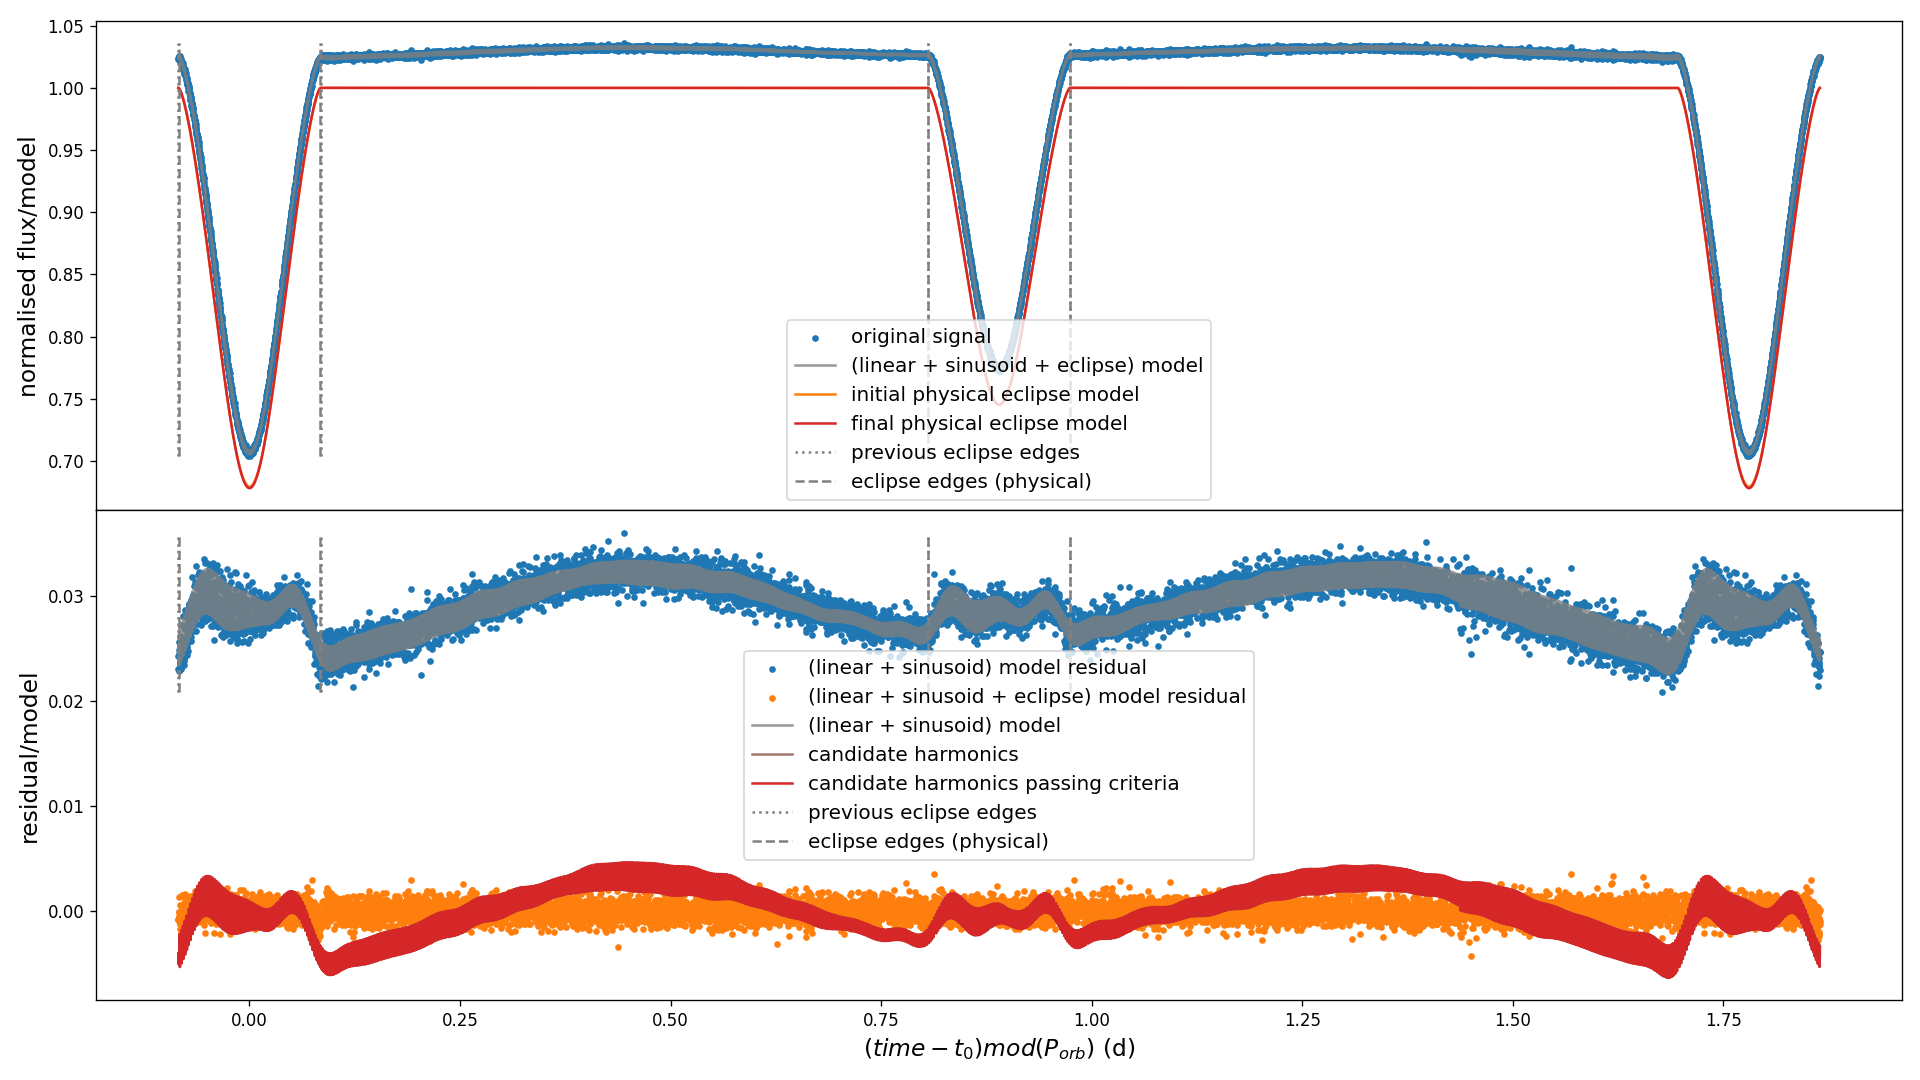 normalised flux/model
1.05
1.00
0.95
0.90
0.85
0.80
0.75
0.70
original signal
(linear + sinusoid + eclipse) model
initial physical eclipse model
final physical eclipse model
previous eclipse edges
eclipse edges (physical)
residual/model
0.03
0.02
0.01
0.00
(linear + sinusoid) model residual
(linear + sinusoid + eclipse) model residual
(linear + sinusoid) model
candidate harmonics
candidate harmonics passing criteria
previous eclipse edges
eclipse edges (physical)
0.00 0.25 0.50 0.75 1.00 1.25 1.50 1.75
(time − t₀)mod(Pₒᵣb) (d)